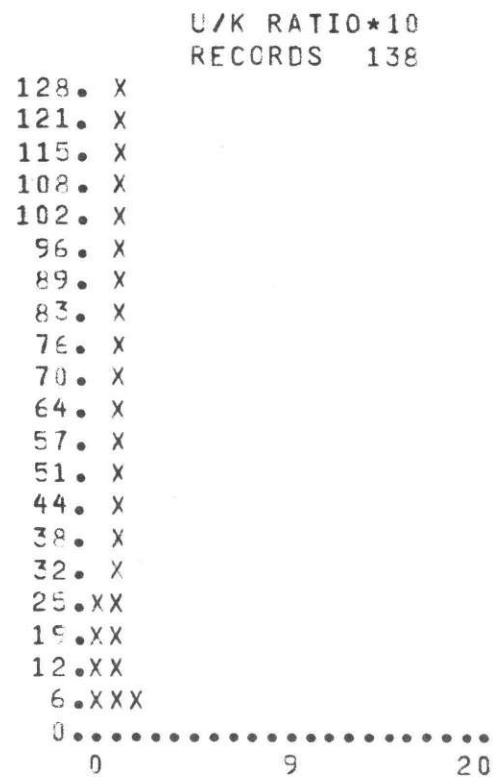 U/K RATIO*10
RECORDS 138
128. X
121. X
115. X
108. X
102. X
96. X
89. X
83. X
76. X
70. X
64. X
57. X
51. X
44. X
38. X
32. X
25.XX
19.XX
12.XX
6.XXX
0.....................
0 9 20